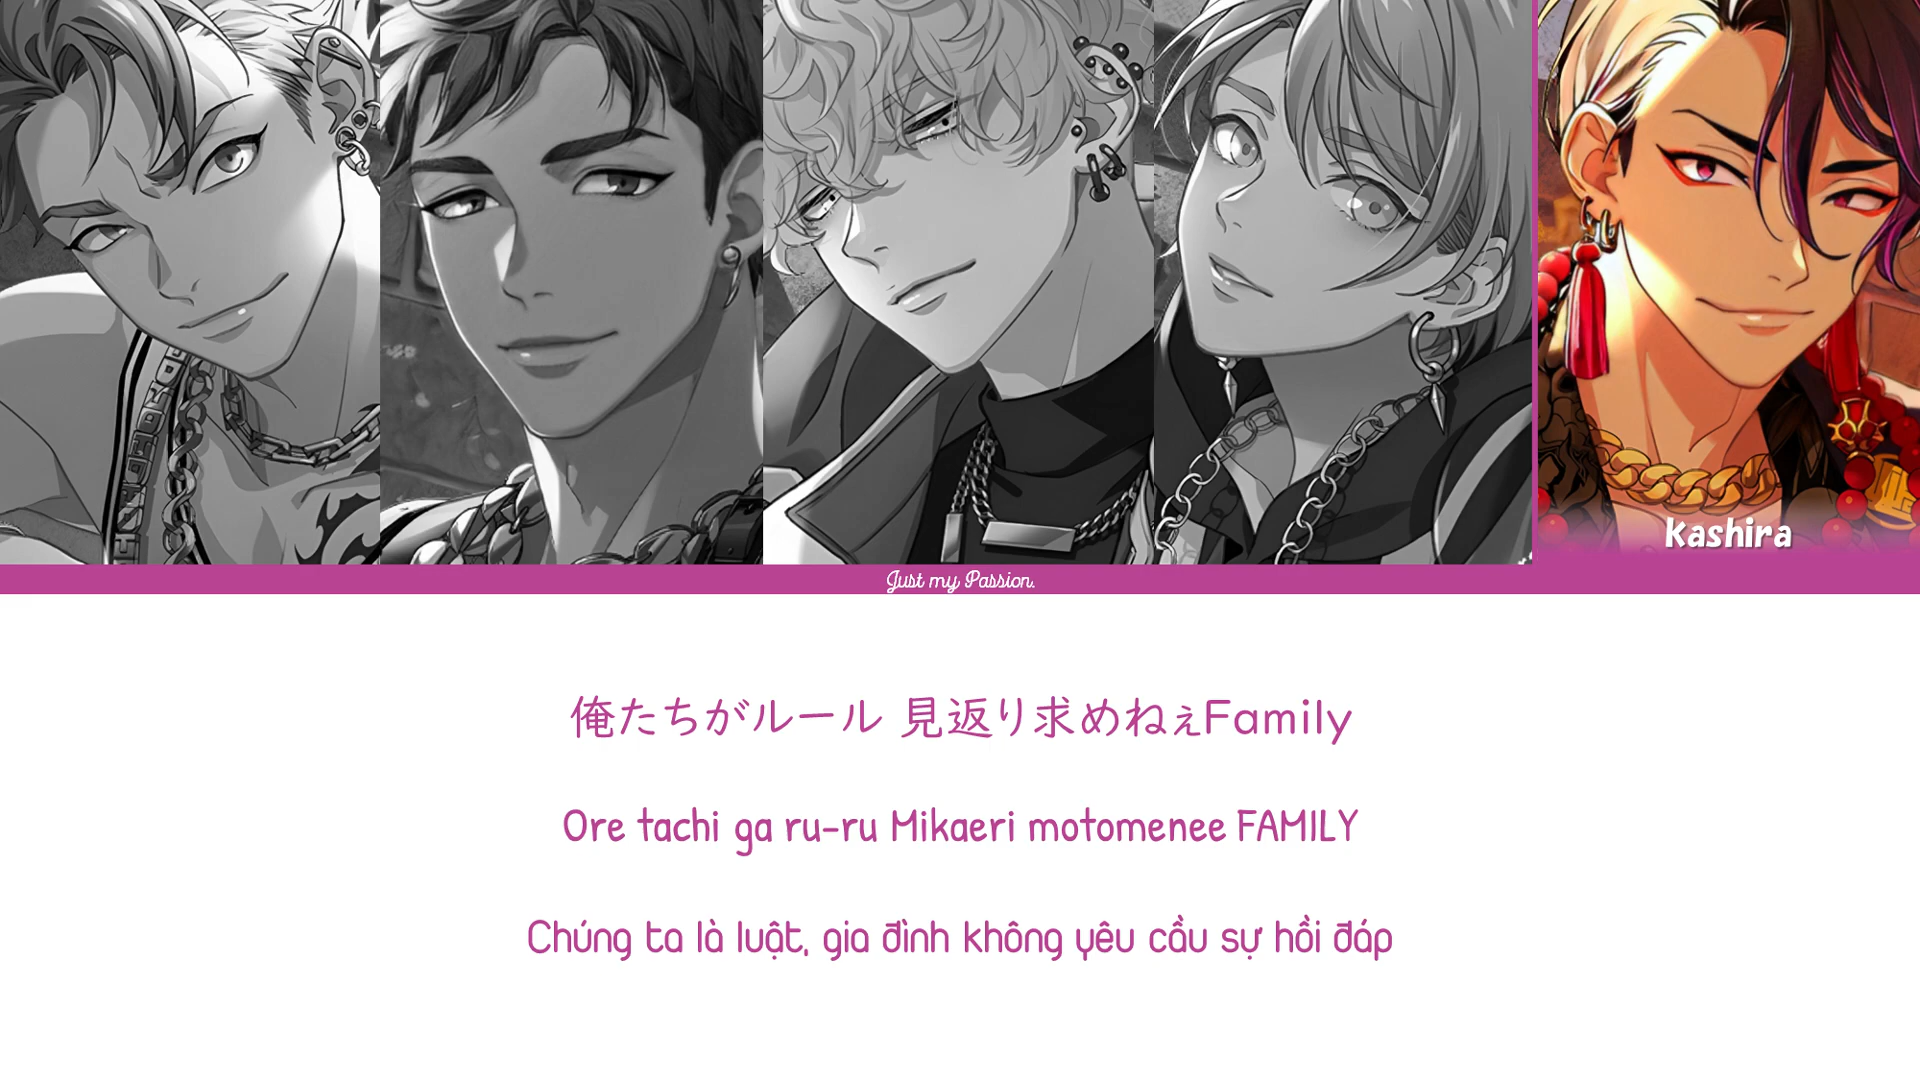 Kashira
Just my Passion.
俺たちがルール 見返り求めねぇFamily
Ore tachi ga ru-ru Mikaeri motomenee FAMILY
Chúng ta là luật, gia đình không yêu cầu sự hồi đáp